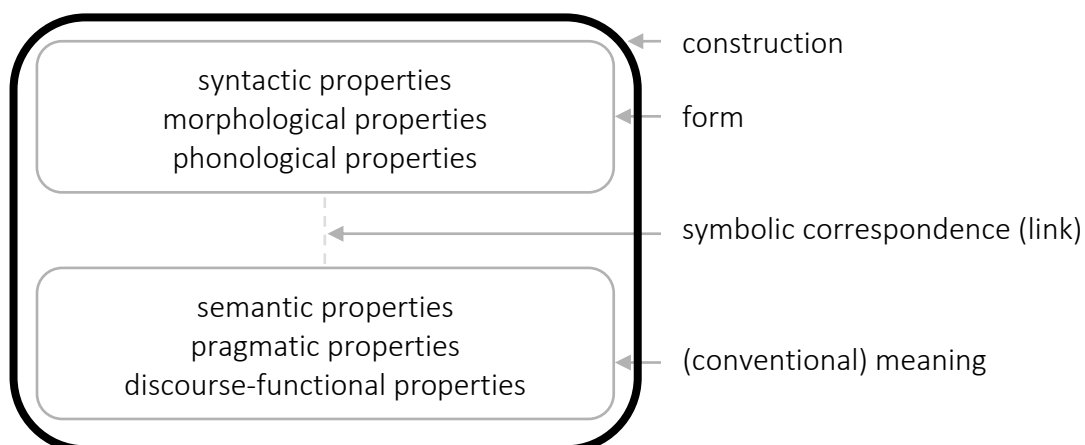 construction
syntactic properties
morphological properties
phonological properties
form
symbolic correspondence (link)
semantic properties
pragmatic properties
discourse-functional properties
(conventional) meaning